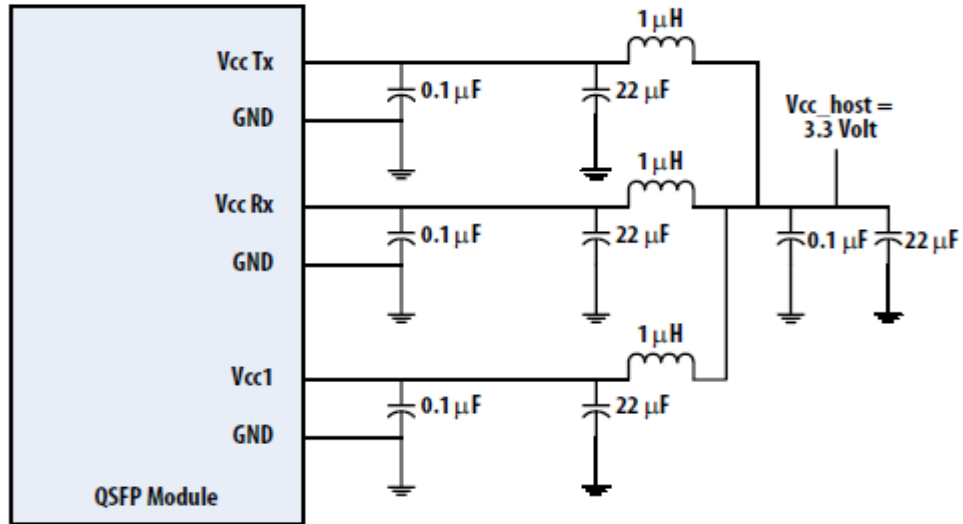 1 μH
Vcc Tx
0.1 μF
22 μF
GND
Vcc_host =
3.3 Volt
1 μH
Vcc Rx
0.1 μF
22 μF
0.1 μF
22 μF
GND
1 μH
Vcc1
0.1 μF
22 μF
GND
QSFP Module